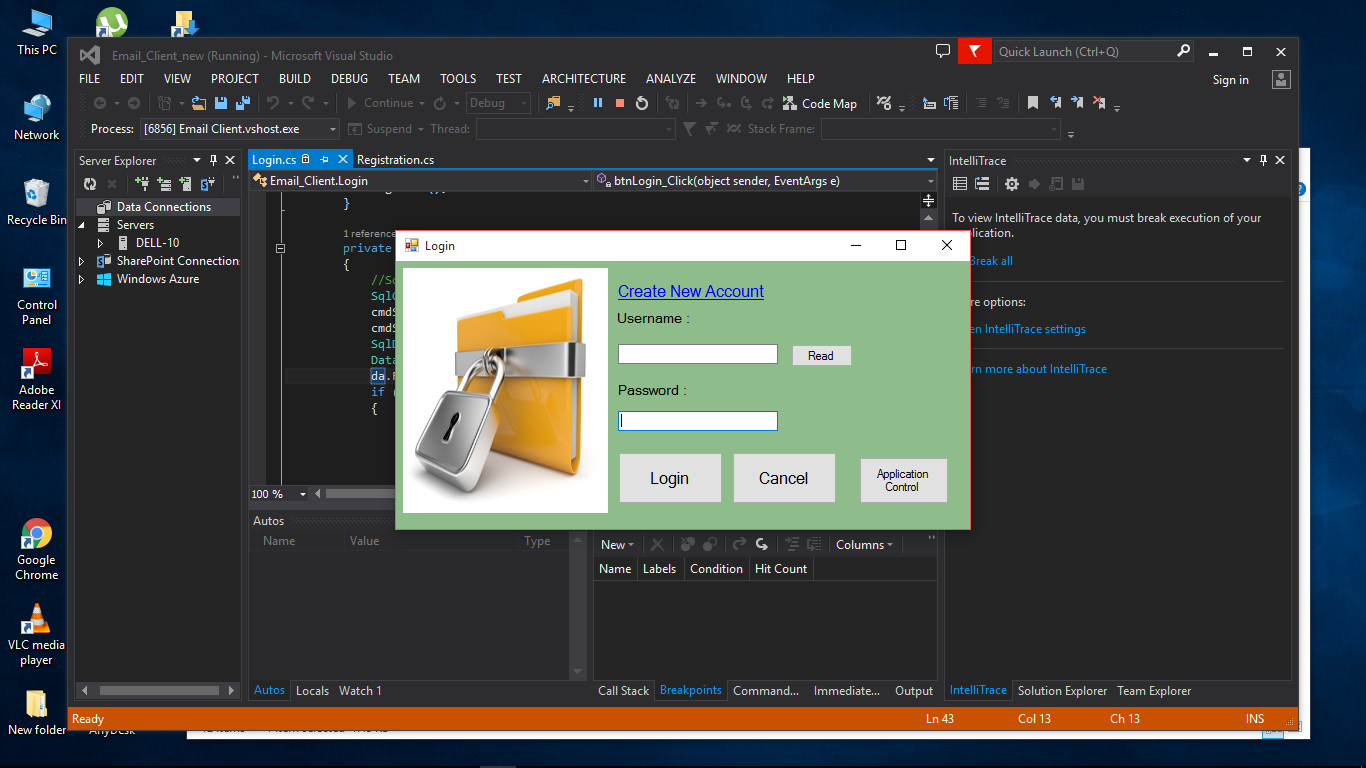 This PC
Network
Recycle Bin
Control
Panel
Adobe
Reader XI
Google
Chrome
VLC media
player
New folder
AnyDesk
Email_Client_new (Running) - Microsoft Visual Studio
Quick Launch (Ctrl+Q)
FILE EDIT VIEW PROJECT BUILD DEBUG TEAM TOOLS TEST ARCHITECTURE ANALYZE WINDOW HELP
Sign in
Continue Debug Code Map
Process: [6856] Email Client.vshost.exe Suspend Thread: Stack Frame:
Server Explorer
Data Connections
Servers
DELL-10
SharePoint Connection
Windows Azure
Login.cs Registration.cs
Email_Client.Login btnLogin_Click(object sender, EventArgs e)
}
1 reference
private
{
cmdS
cmdS
SqlD
Data
da.
if (
{
100 %
Login
Create New Account
Username :
Read
Password :
Login Cancel Application
Control
IntelliTrace
To view IntelliTrace data, you must break execution of your
Break all
options:
IntelliTrace settings
more about IntelliTrace
Autos
Name Value Type
Autos Locals Watch 1
New Columns
Name Labels Condition Hit Count
Call Stack Breakpoints Command... Immediate... Output
IntelliTrace Solution Explorer Team Explorer
Ready Ln 43 Col 13 Ch 13 INS